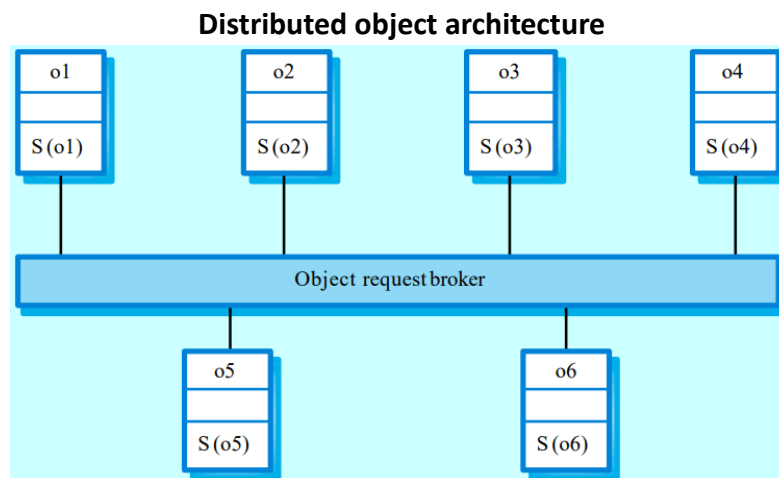 Distributed object architecture
o1 o2 o3 o4
S (o1) S (o2) S (o3) S (o4)
Object request broker
o5 o6
S (o5) S (o6)